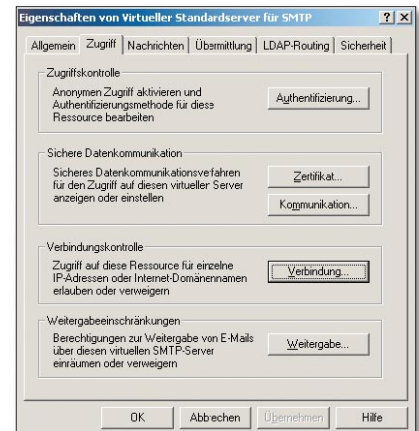 Eigenschaften von Virtueller Standardserver für SMTP
Allgemein Zugriff Nachrichten Übermittlung LDAP-Routing Sicherheit
Zugriffskontrolle
Anonymen Zugriff aktivieren und
Authentifizierungsmethode für diese
Ressource bearbeiten
Authentifizierung...
Sichere Datenkommunikation
Sicheres Datenkommunikationsverfahren
für den Zugriff auf diesen virtueller Server
anzeigen oder einstellen
Zertifikat...
Kommunikation...
Verbindungskontrolle
Zugriff auf diese Ressource für einzelne
IP-Adressen oder Internet-Domänennamen
erlauben oder verweigern
Verbindung...
Weitergabeeinschränkungen
Berechtigungen zur Weitergabe von E-Mails
über diesen virtuellen SMTP-Server
einräumen oder verweigern
Weitergabe...
OK Abbrechen Übernehmen Hilfe